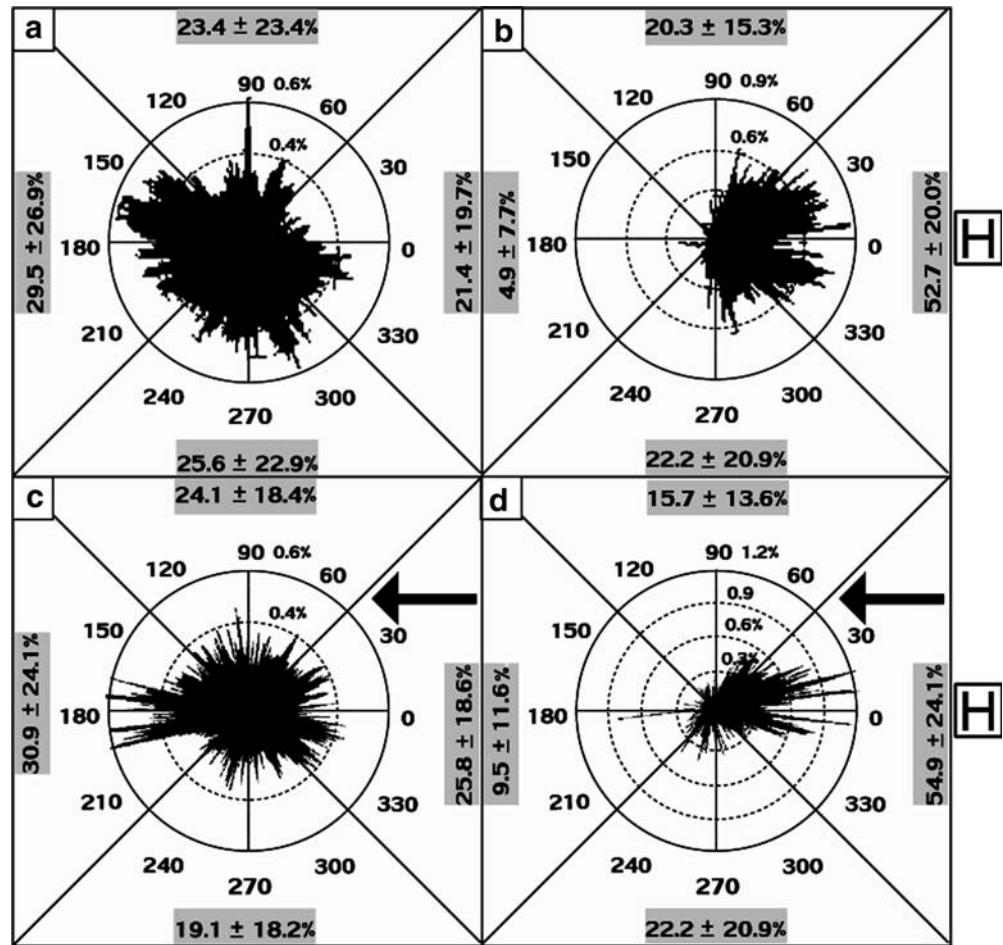 a
23.4 ± 23.4%
90 0.6%
120
60
0.4%
150
30
29.5 ± 26.9%
180
0
21.4 ± 19.7%
210
330
240
300
270
25.6 ± 22.9%
b
20.3 ± 15.3%
90 0.9%
120
60
0.6%
150
30
4.9 ± 7.7%
180
0
52.7 ± 20.0%
H
210
330
240
300
270
22.2 ± 20.9%
c
24.1 ± 18.4%
90 0.6%
120
60
0.4%
150
30
30.9 ± 24.1%
180
0
25.8 ± 18.6%
210
330
240
300
270
19.1 ± 18.2%
d
15.7 ± 13.6%
90 1.2%
120
60
0.9
0.6%
0.3%
150
30
9.5 ± 11.6%
180
0
54.9 ± 24.1%
H
210
330
240
300
270
22.2 ± 20.9%